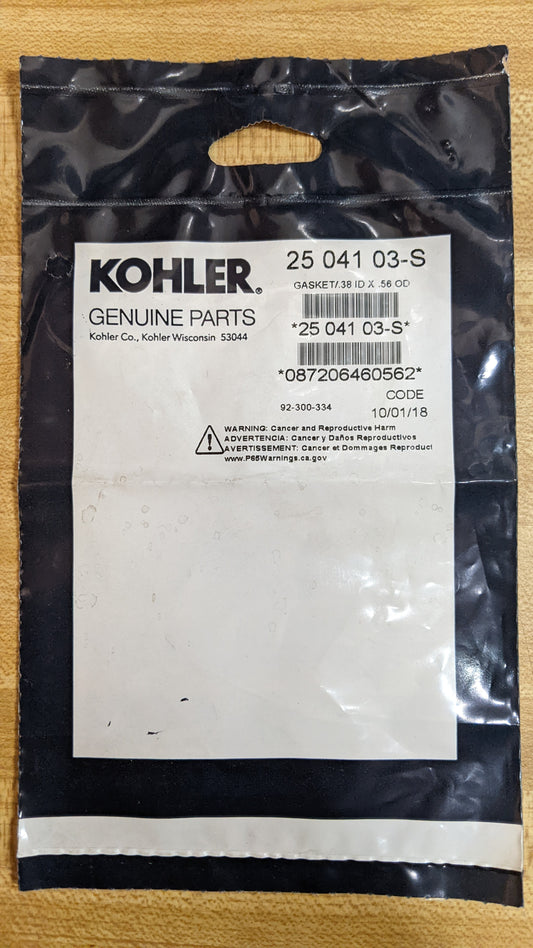 KOHLER®
GENUINE PARTS
Kohler Co., Kohler Wisconsin 53044
25 041 03-S
GASKET/.38 ID X .56 OD
*25 041 03-S*
*087206460562*
CODE
92-300-334
10/01/18
WARNING: Cancer and Reproductive Harm
ADVERTENCIA: Cancer y Daños Reproductivos
AVERTISSEMENT: Cancer et Dommages Reproduct
www.P65Warnings.ca.gov